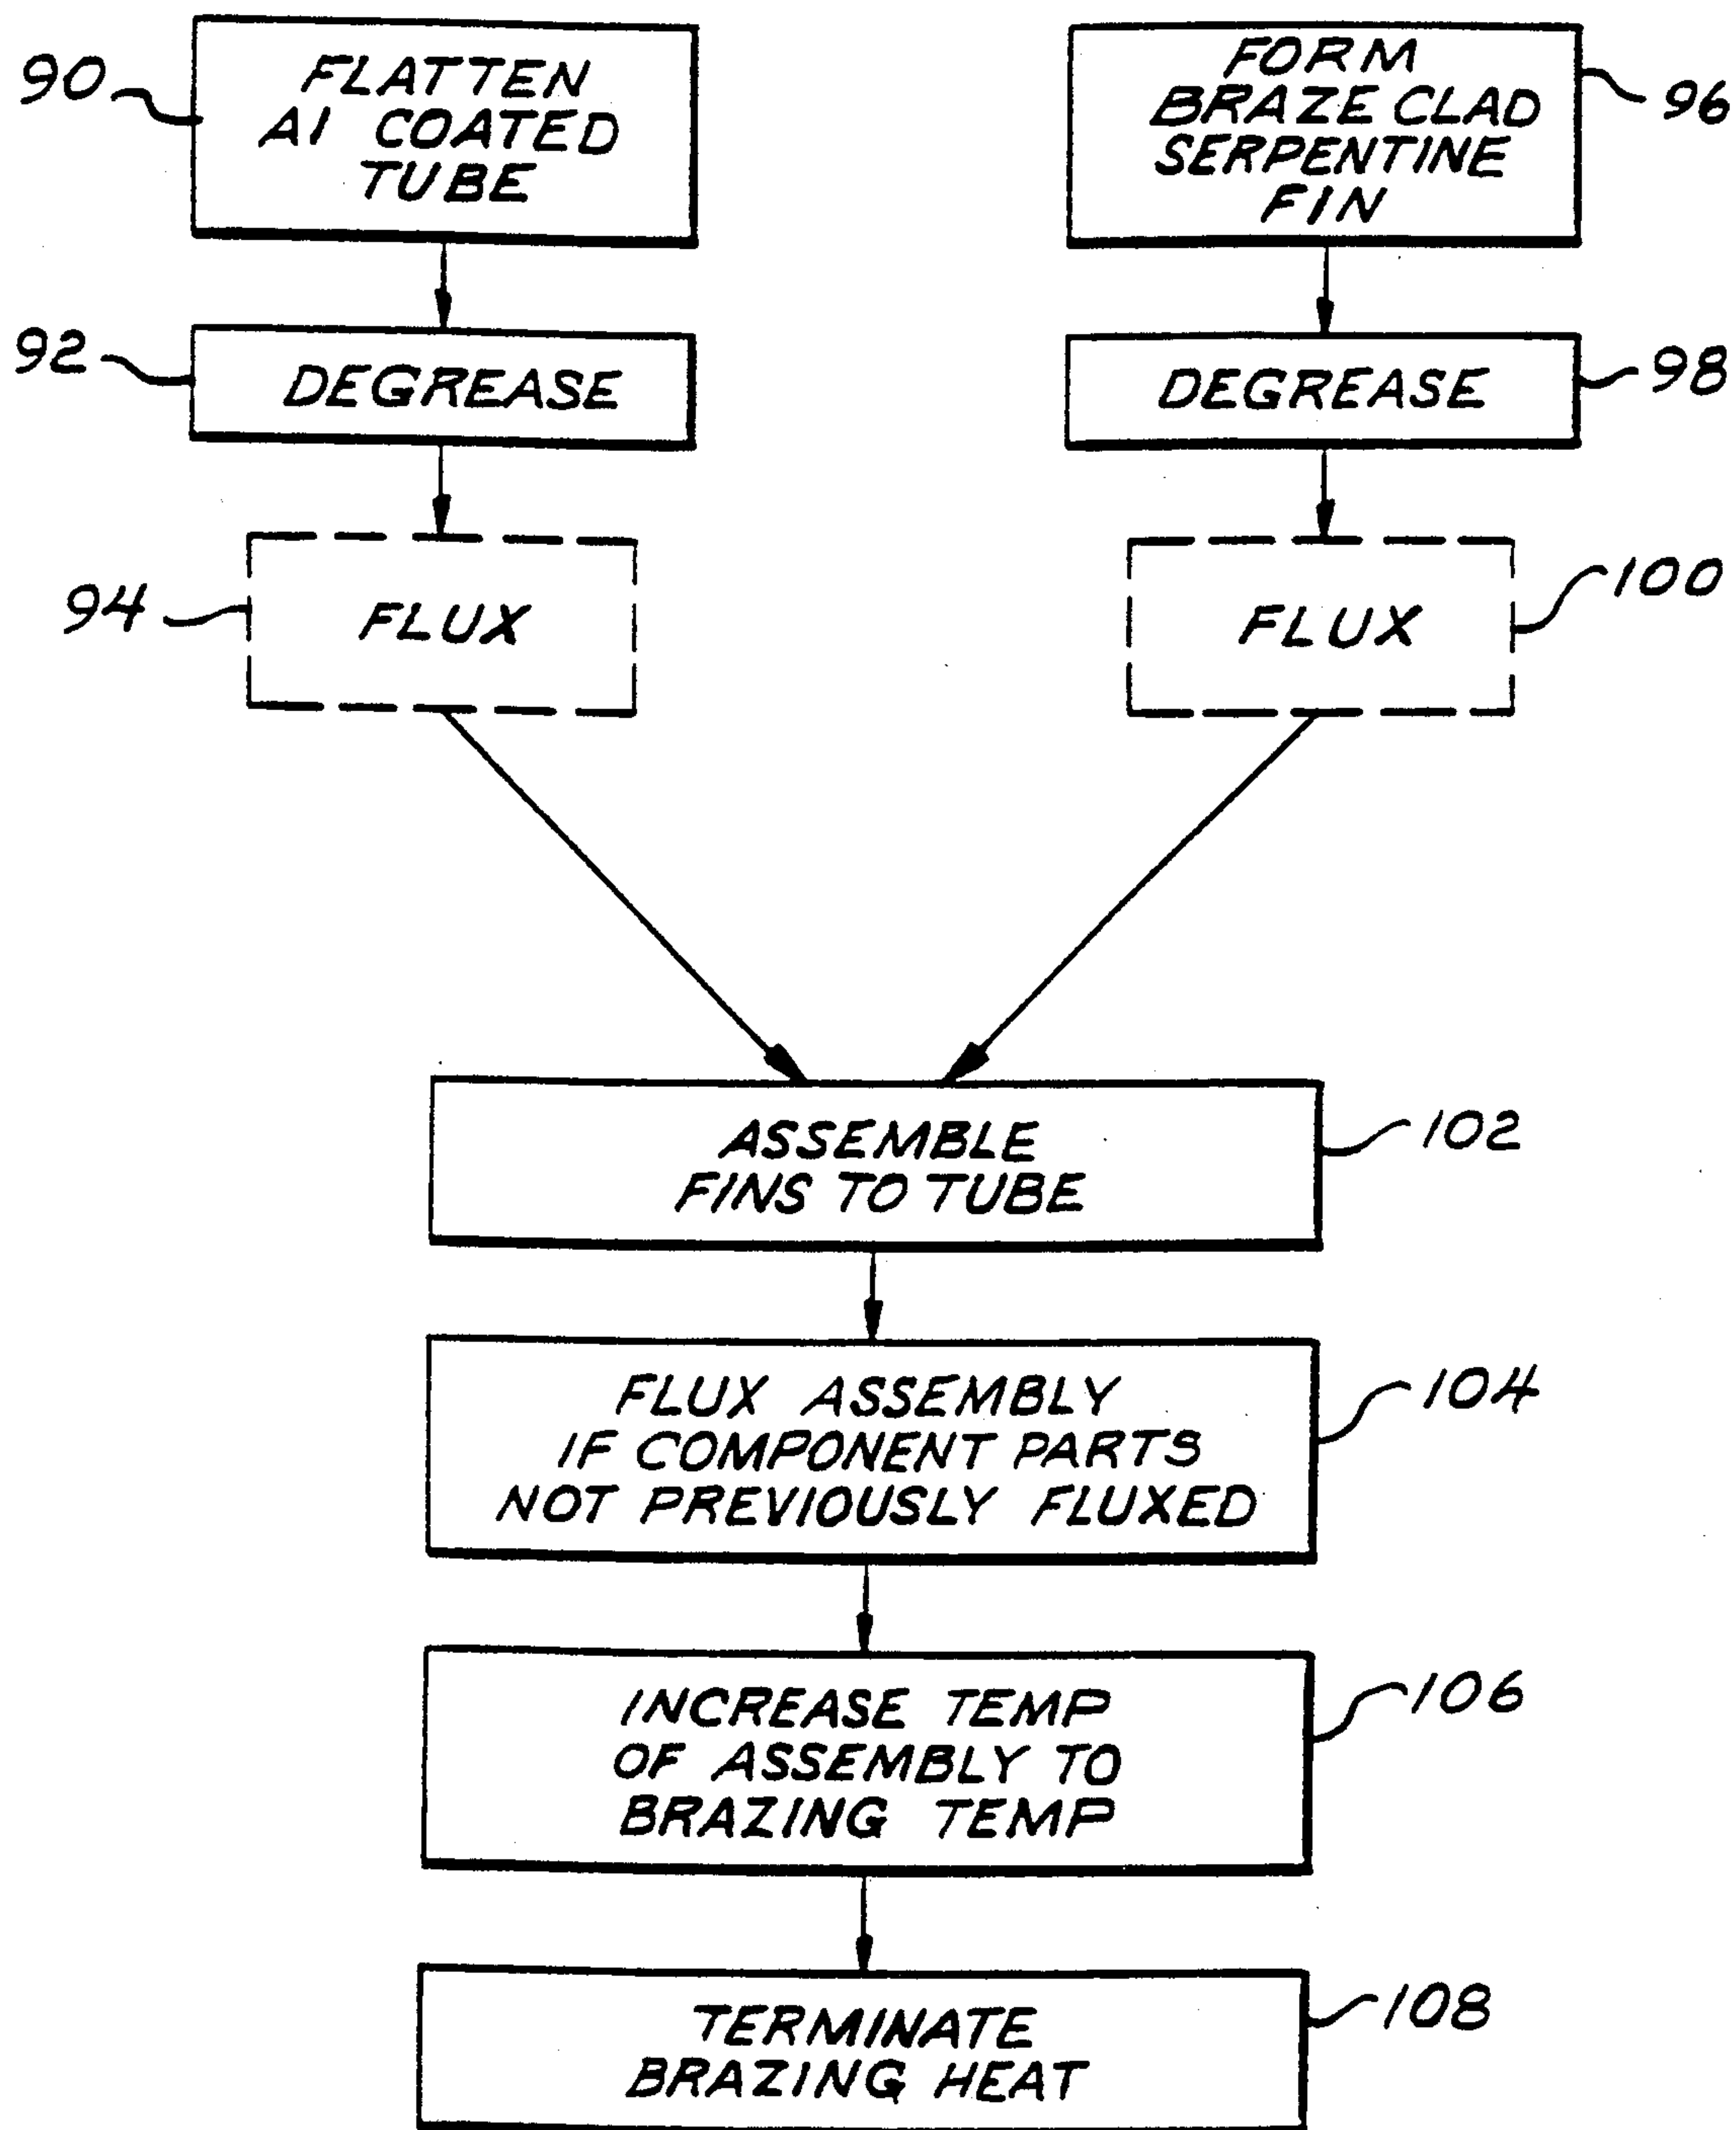 90
FLATTEN
Al COATED
TUBE
FORM
BRAZE CLAD
SERPENTINE
FIN
96
92
DEGREASE
DEGREASE
98
94
FLUX
FLUX
100
ASSEMBLE
FINS TO TUBE
102
FLUX ASSEMBLY
IF COMPONENT PARTS
NOT PREVIOUSLY FLUXED
104
INCREASE TEMP
OF ASSEMBLY TO
BRAZING TEMP
106
TERMINATE
BRAZING HEAT
108